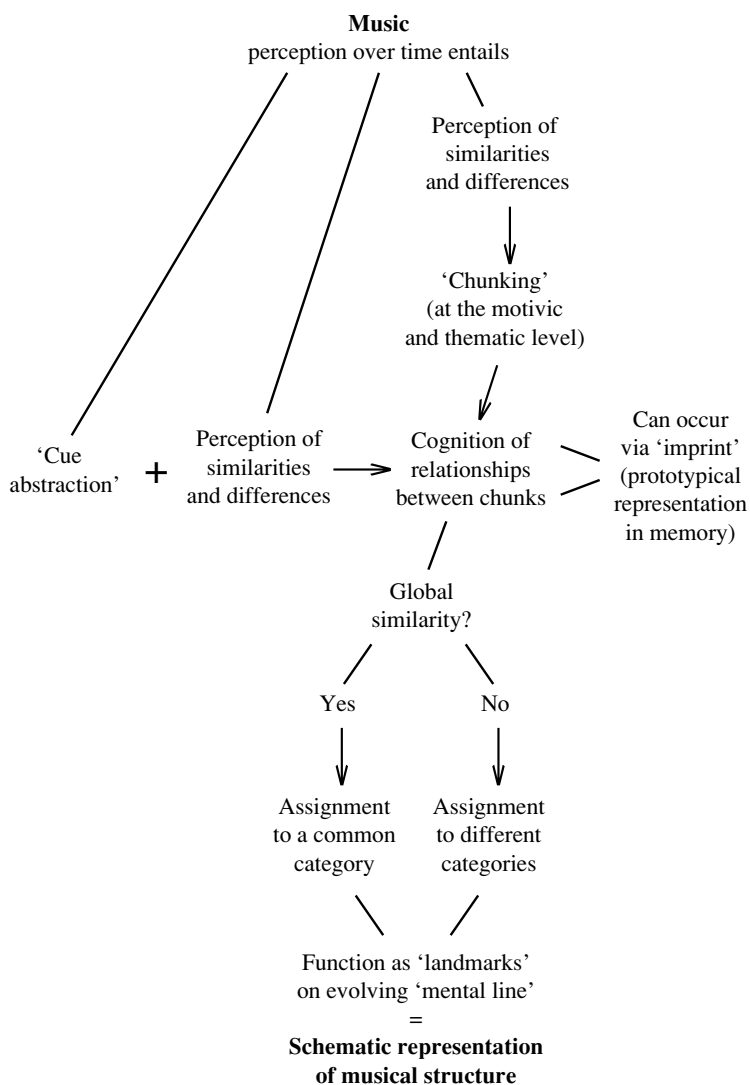 Music
perception over time entails
Perception of
similarities
and differences
‘Chunking’
(at the motivic
and thematic level)
‘Cue
abstraction’
+
Perception of
similarities
and differences
Cognition of
relationships
between chunks
Can occur
via ‘imprint’
(prototypical
representation
in memory)
Global
similarity?
Yes
No
Assignment
to a common
category
Assignment
to different
categories
Function as ‘landmarks’
on evolving ‘mental line’
=
Schematic representation
of musical structure